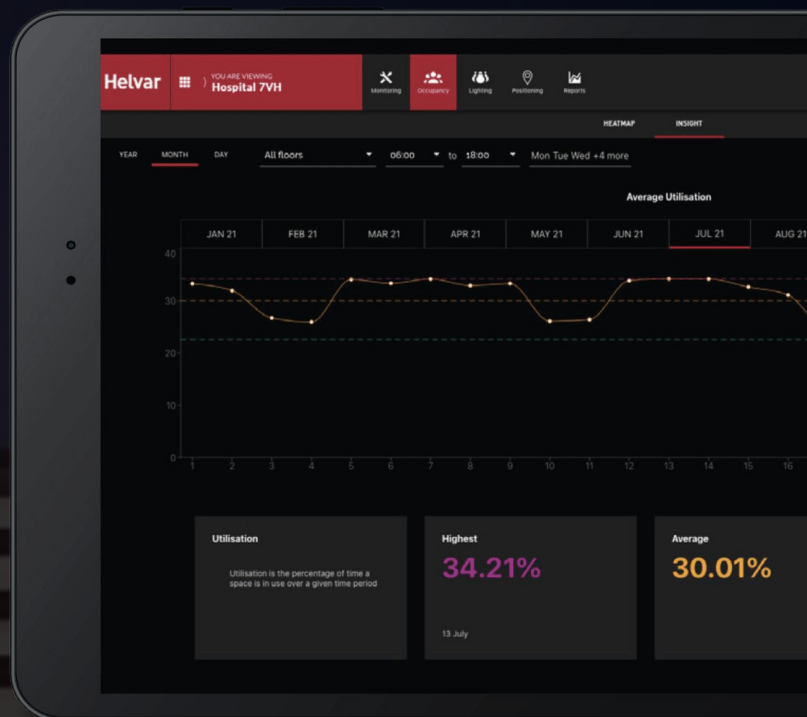 Helvar
YOU ARE VIEWING
Hospital 7VH
Monitoring
Occupancy
Lighting
Positioning
Reports
HEATMAP
INSIGHT
YEAR
MONTH
DAY
All floors
06:00
to
18:00
Mon Tue Wed +4 more
Average Utilisation
JAN 21
FEB 21
MAR 21
APR 21
MAY 21
JUN 21
JUL 21
AUG 21
40
30
20
10
0
1 2 3 4 5 6 7 8 9 10 11 12 13 14 15 16
Utilisation
Utilisation is the percentage of time a
space is in use over a given time period
Highest
34.21%
13 July
Average
30.01%